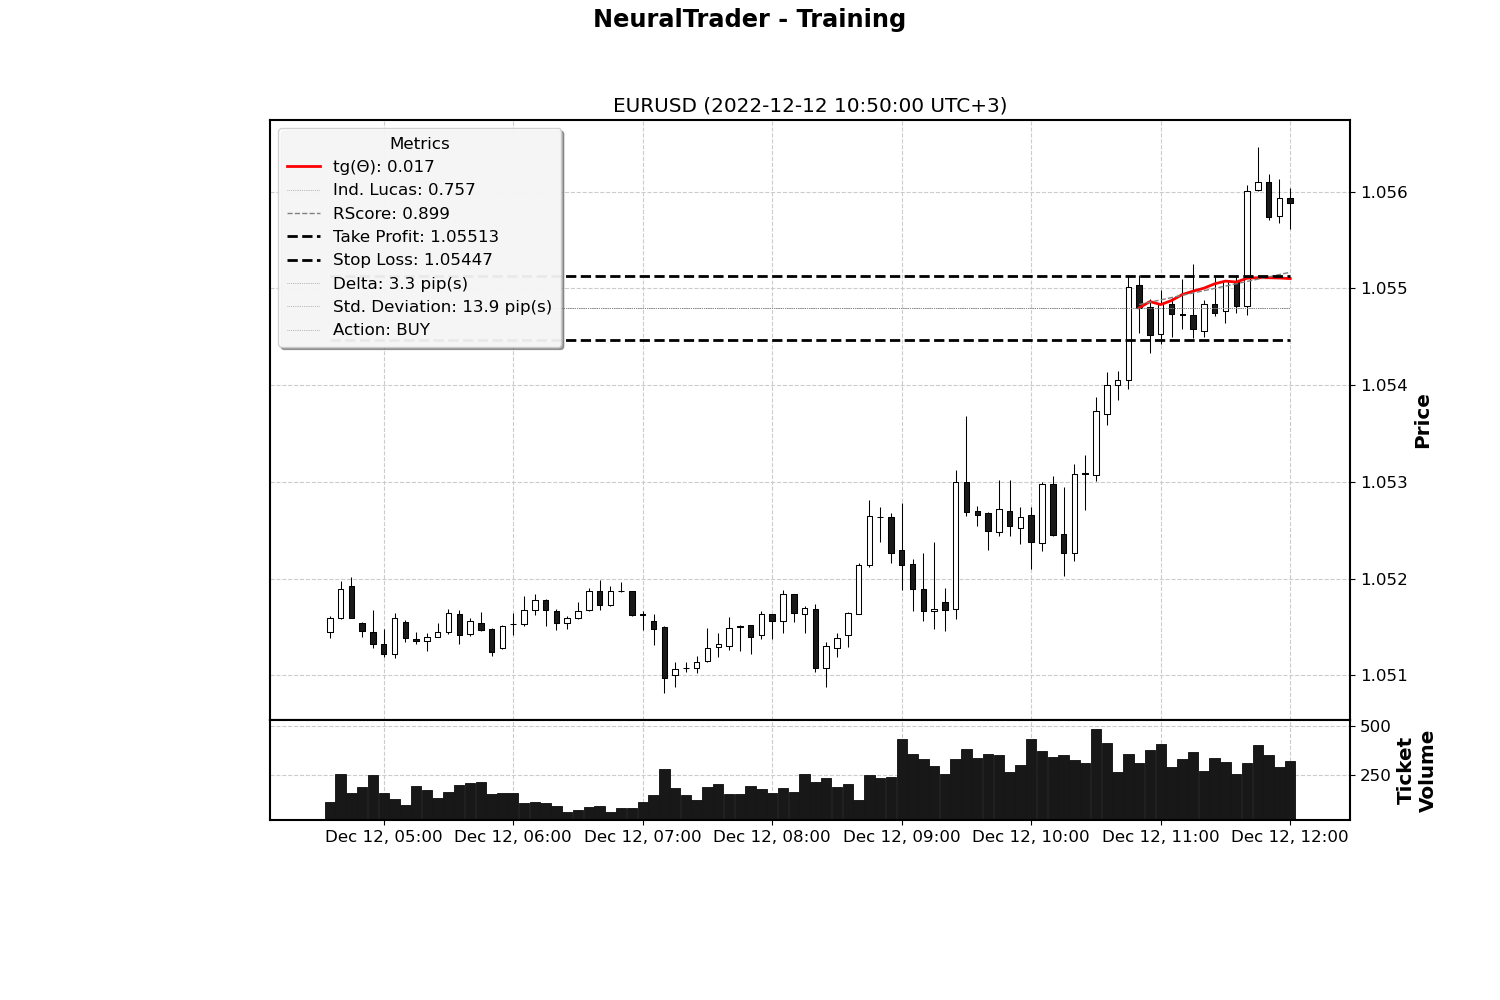 NeuralTrader - Training
EURUSD (2022-12-12 10:50:00 UTC+3)
Metrics
tg(Θ): 0.017
Ind. Lucas: 0.757
RScore: 0.899
Take Profit: 1.05513
Stop Loss: 1.05447
Delta: 3.3 pip(s)
Std. Deviation: 13.9 pip(s)
Action: BUY
1.056
1.055
1.054
1.053
1.052
1.051
Price
500
250
Ticket
Volume
Dec 12, 05:00 Dec 12, 06:00 Dec 12, 07:00 Dec 12, 08:00 Dec 12, 09:00 Dec 12, 10:00 Dec 12, 11:00 Dec 12, 12:00